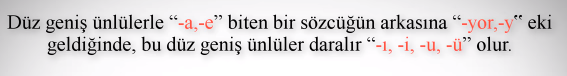 Düz geniş ünlülerle “-a,-e” biten bir sözcüğün arkasına “-yor,-y‟ eki
geldiğinde, bu düz geniş ünlüler daralır “-ı, -i, -u, -ü” olur.